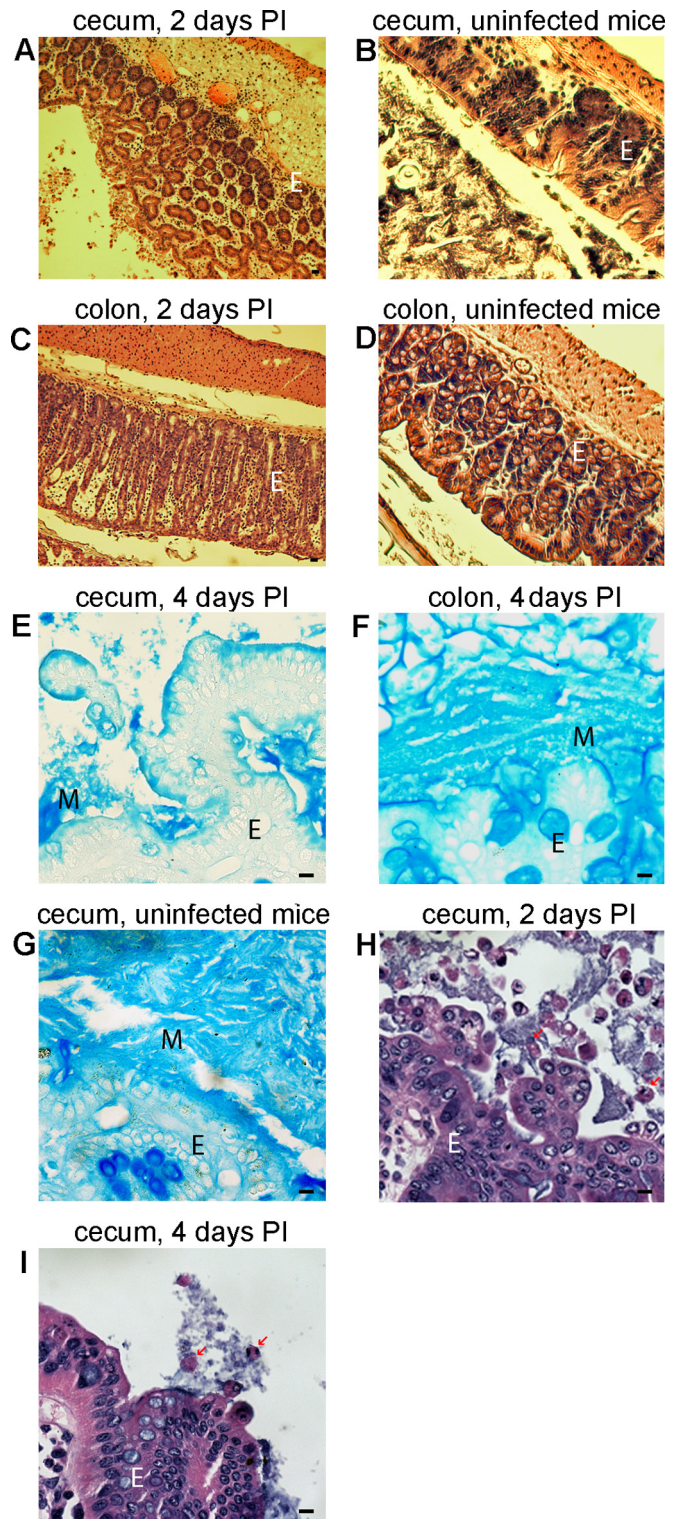 cecum, 2 days PI
cecum, uninfected mice
A
B
E
E
colon, 2 days PI
colon, uninfected mice
C
D
E
E
cecum, 4 days PI
colon, 4 days PI
E
F
M
E
M
E
cecum, uninfected mice
cecum, 2 days PI
G
H
M
E
E
cecum, 4 days PI
I
E